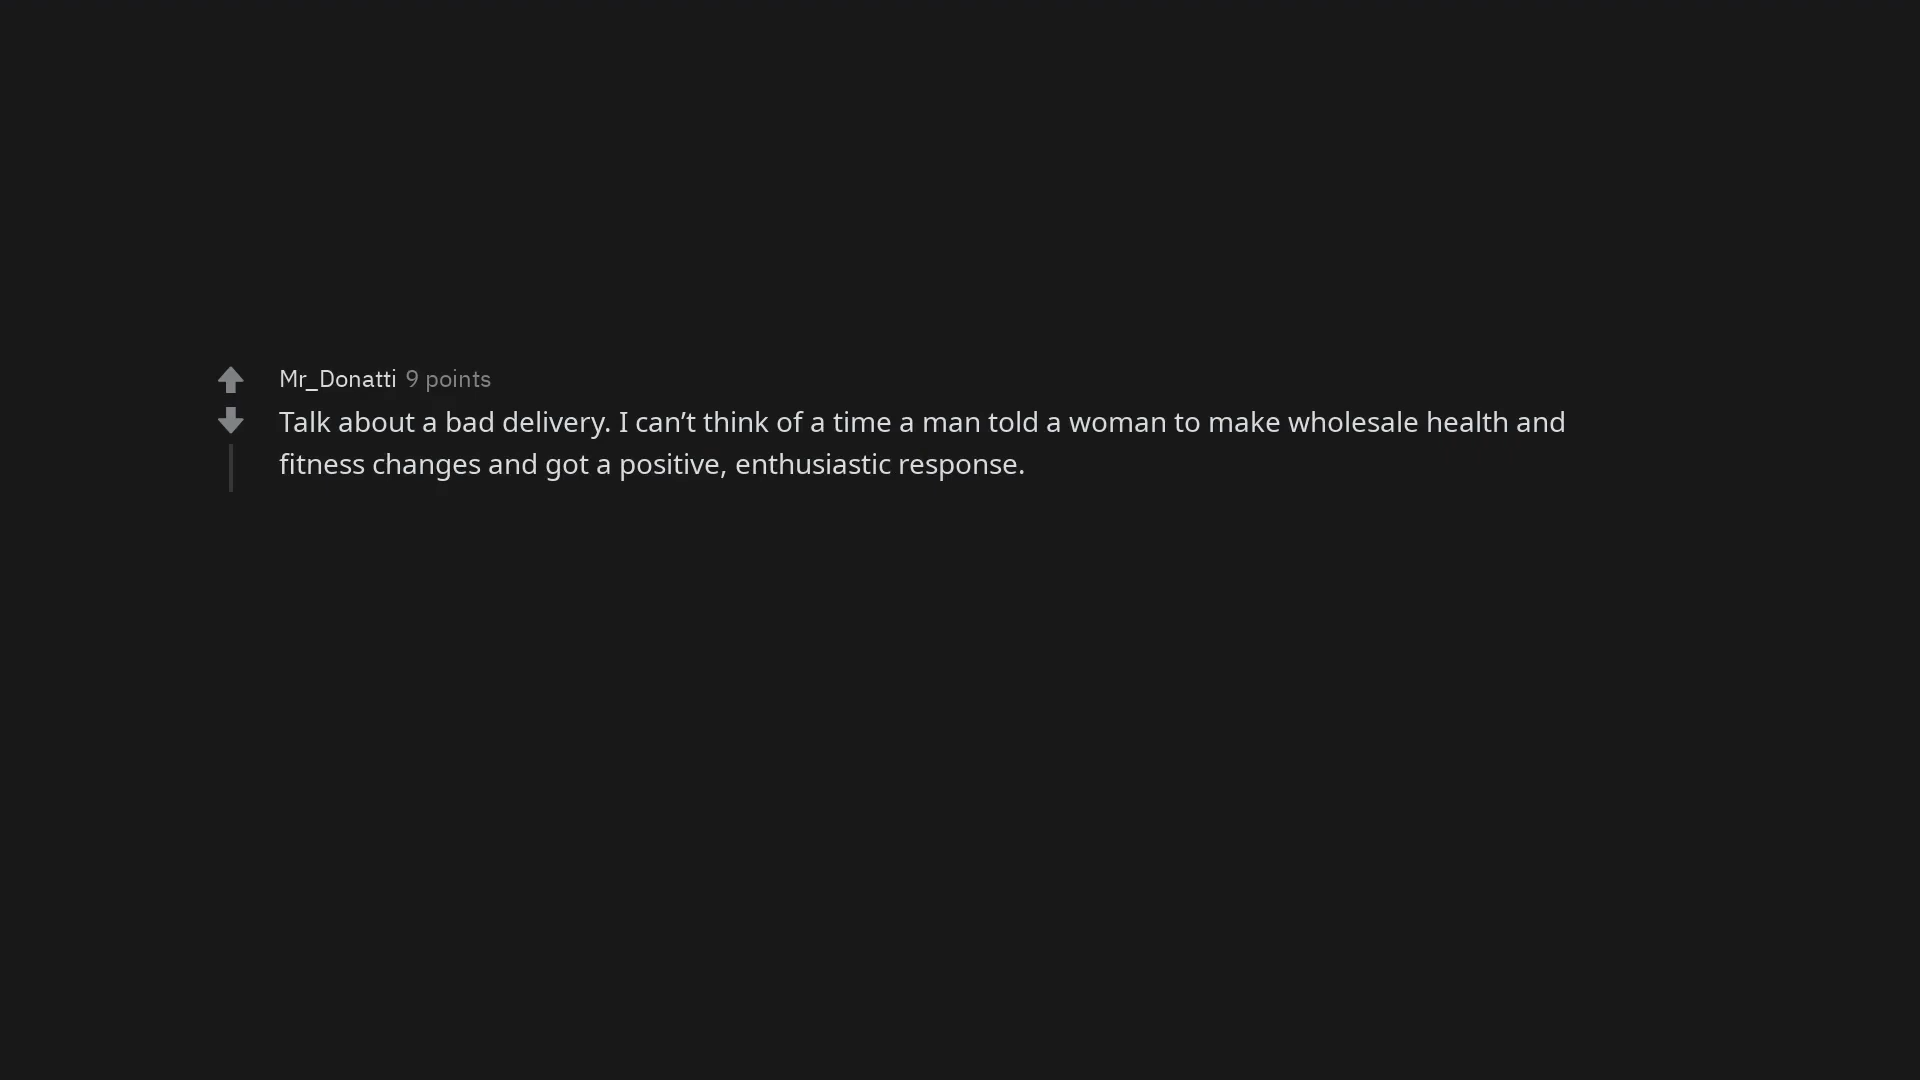 Mr_Donatti 9 points
Talk about a bad delivery. I can’t think of a time a man told a woman to make wholesale health and
fitness changes and got a positive, enthusiastic response.